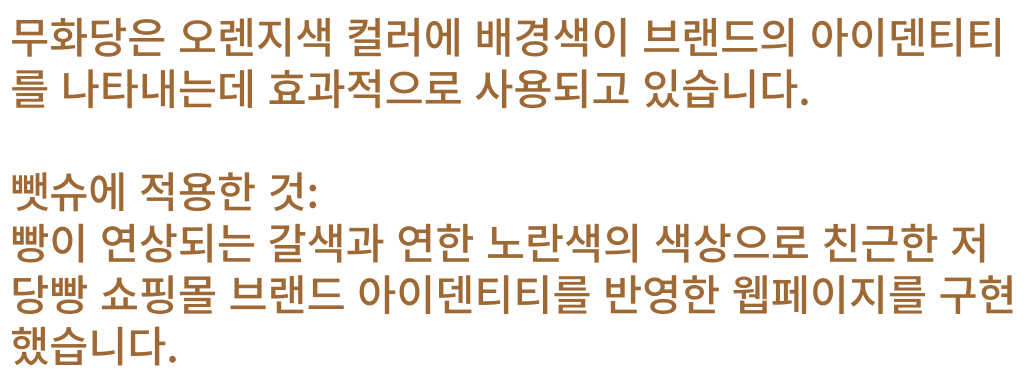 무화당은 오렌지색 컬러에 배경색이 브랜드의 아이덴티티
를 나타내는데 효과적으로 사용되고 있습니다.
뺏슈에 적용한 것:
빵이 연상되는 갈색과 연한 노란색의 색상으로 친근한 저
당빵 쇼핑몰 브랜드 아이덴티티를 반영한 웹페이지를 구현
했습니다.